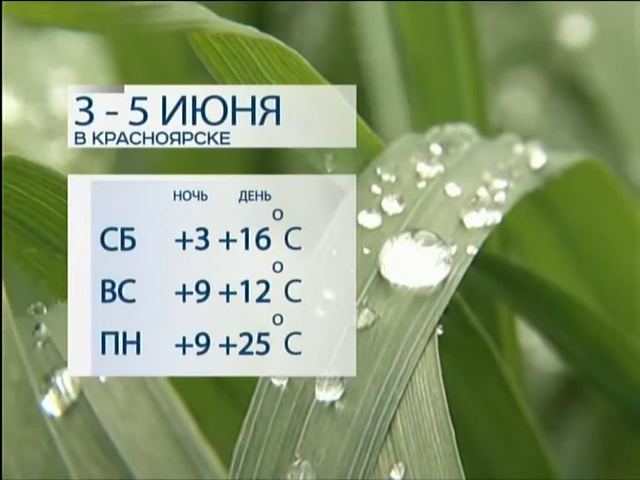 3 - 5 ИЮНЯ
В КРАСНОЯРСКЕ
НОЧЬ ДЕНЬ
СБ +3 +16 °С
ВС +9 +12 °С
ПН +9 +25 °С